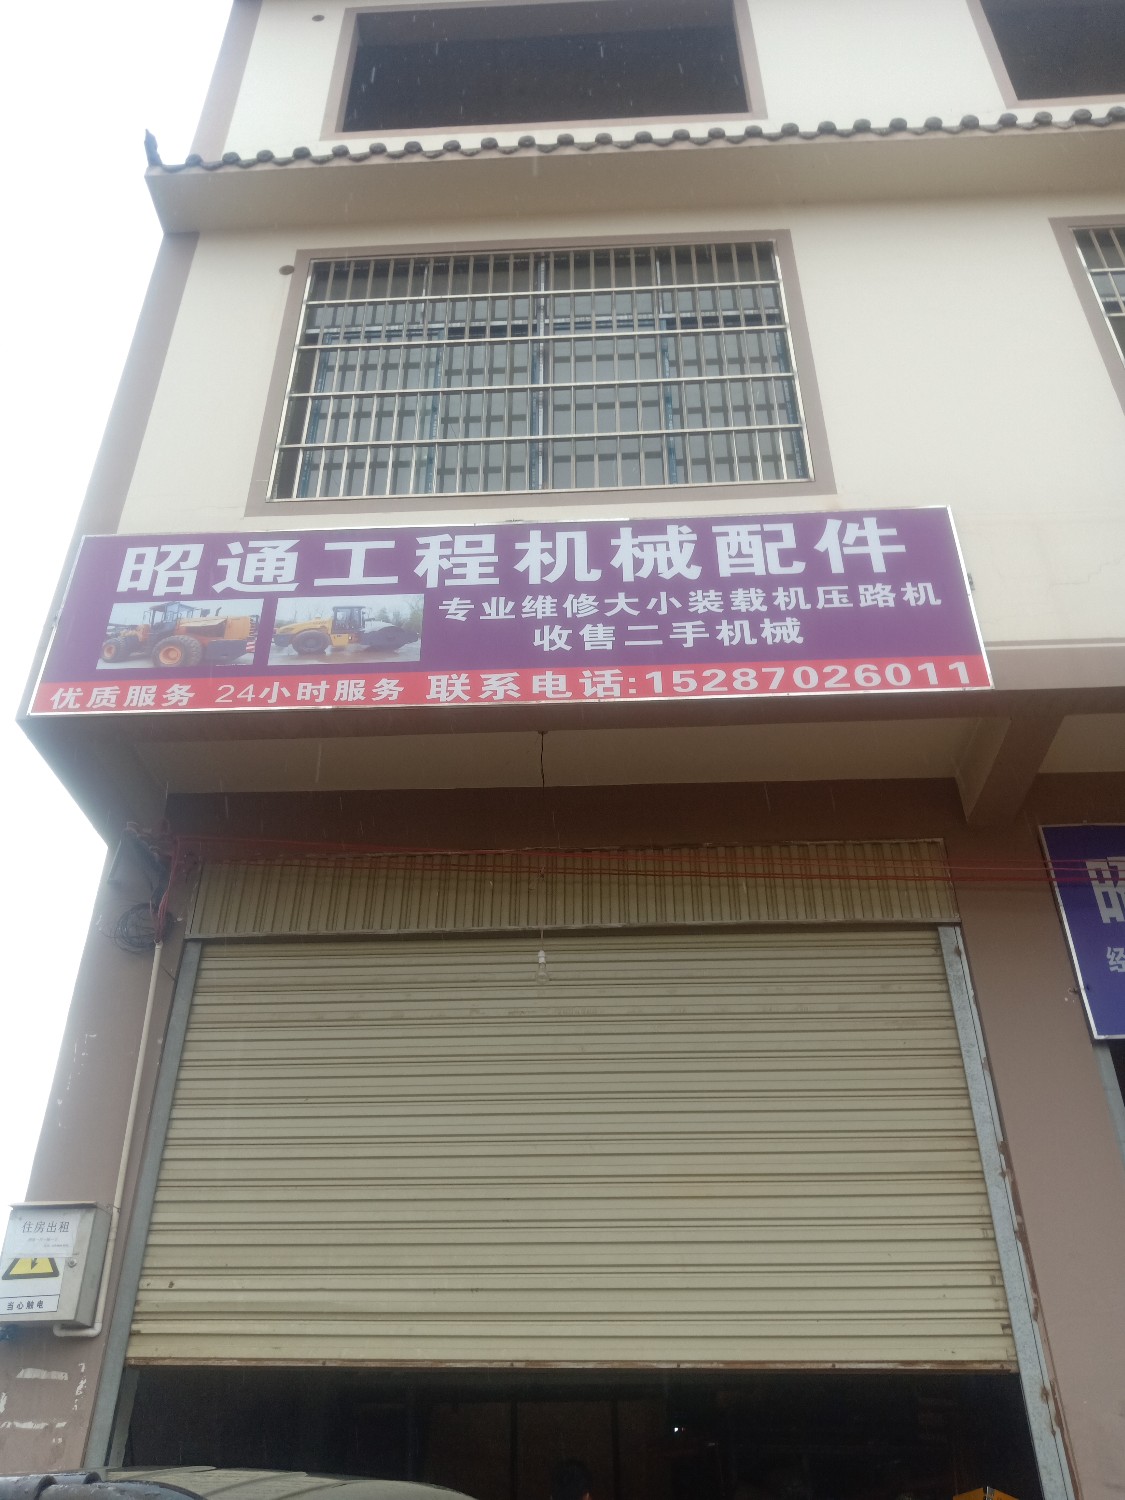 昭通工程机械配件
专业维修大小装载机压路机
收售二手机械
优质服务 24小时服务 联系电话:15287026011
昭
经
住房出租
当心触电